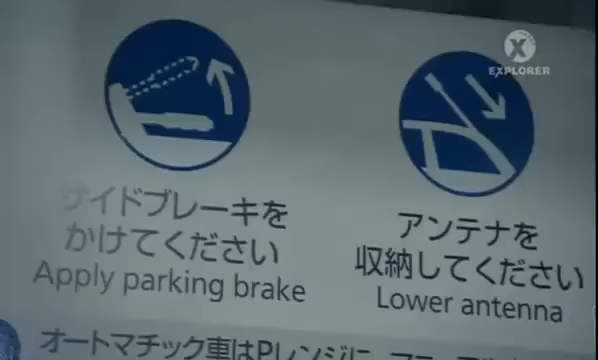 X
EXPLORER
サイドブレーキを
かけてください
Apply parking brake
アンテナを
収納してください
Lower antenna
オートマチック車はPレンジに